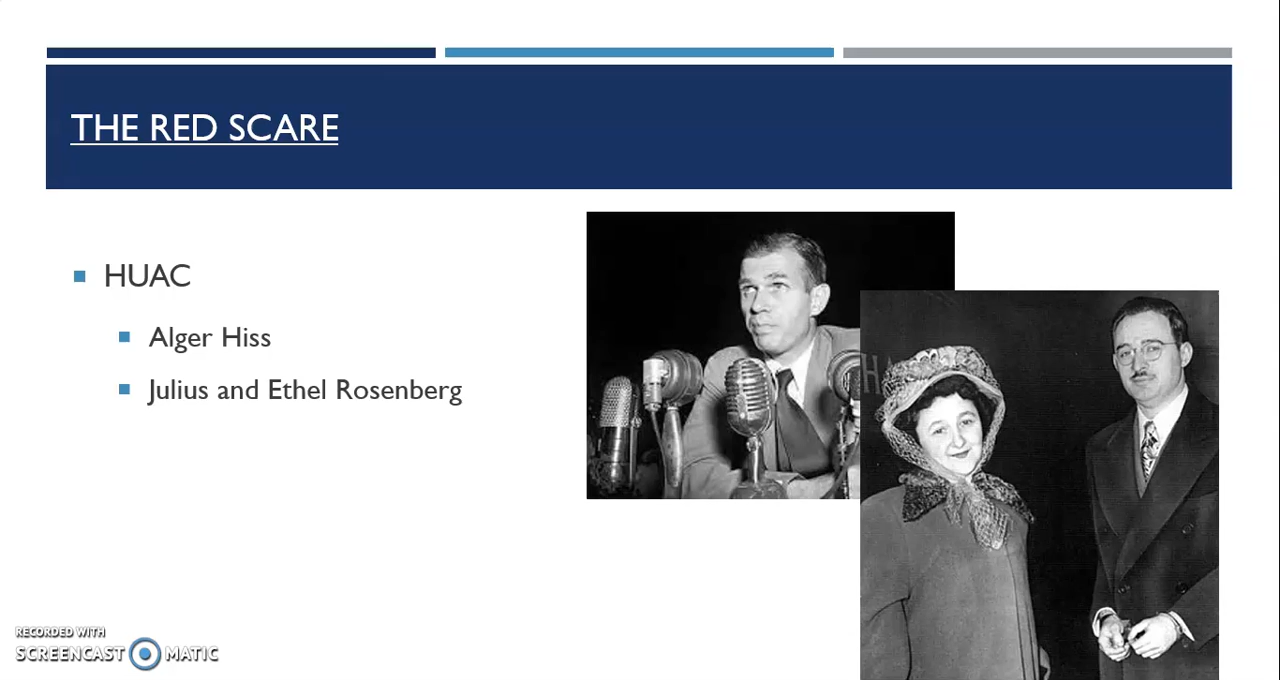 THE RED SCARE
HUAC
Alger Hiss
Julius and Ethel Rosenberg
RECORDED WITH
SCREENCAST MATIC